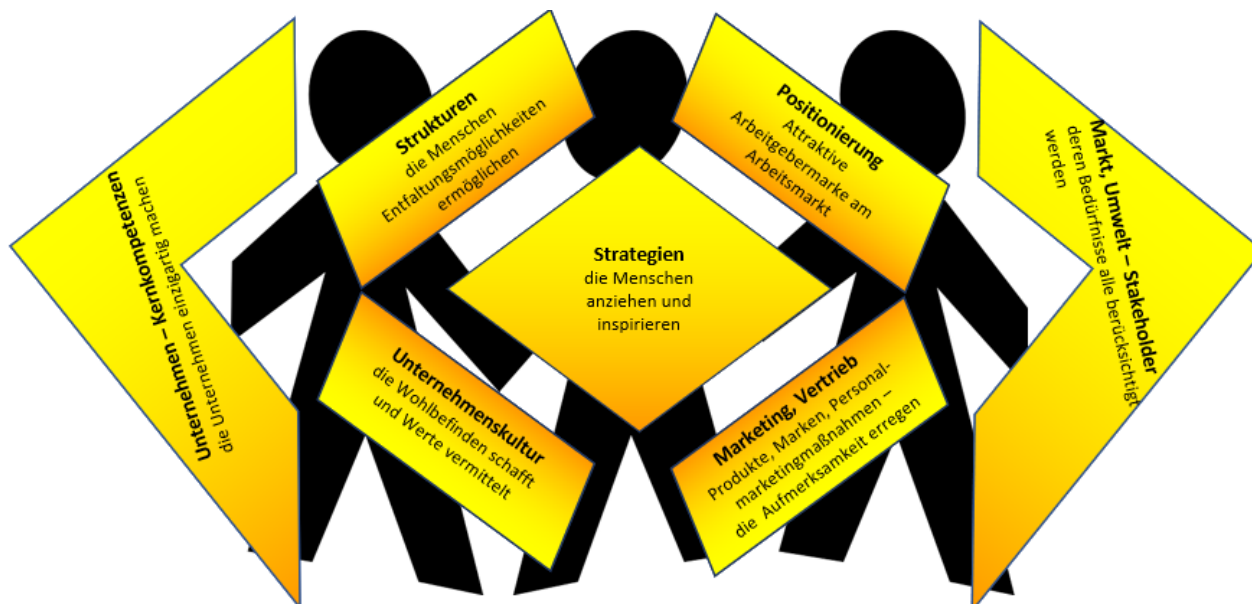 Unternehmen – Kernkompetenzen
die Unternehmen einzigartig machen
Strukturen
die Menschen
Entfaltungsmöglichkeiten
ermöglichen
Unternehmenskultur
die Wohlbefinden schafft
und Werte vermittelt
Strategien
die Menschen
anziehen und
inspirieren
Positionierung
Attraktive
Arbeitgebermarke am
Arbeitsmarkt
Marketing, Vertrieb
Produkte, Marken, Personal-
marketingmaßnahmen –
die Aufmerksamkeit erregen
Markt, Umwelt – Stakeholder
deren Bedürfnisse alle berücksichtigt
werden